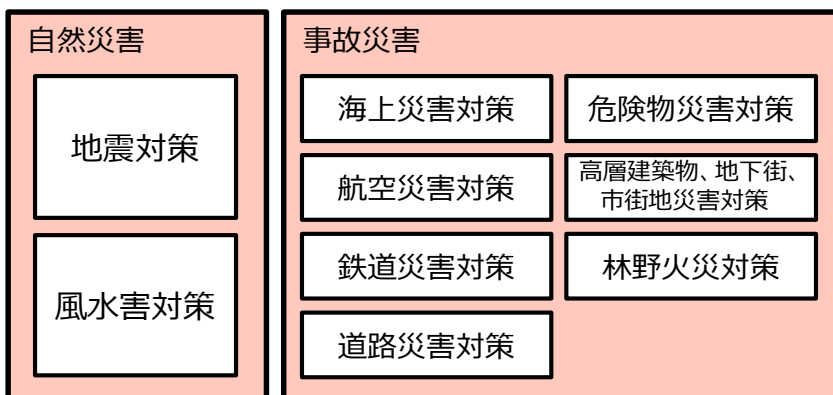 自然災害
地震対策
風水害対策
事故災害
海上災害対策
危険物災害対策
航空災害対策
高層建築物、地下街、
市街地災害対策
鉄道災害対策
林野火災対策
道路災害対策